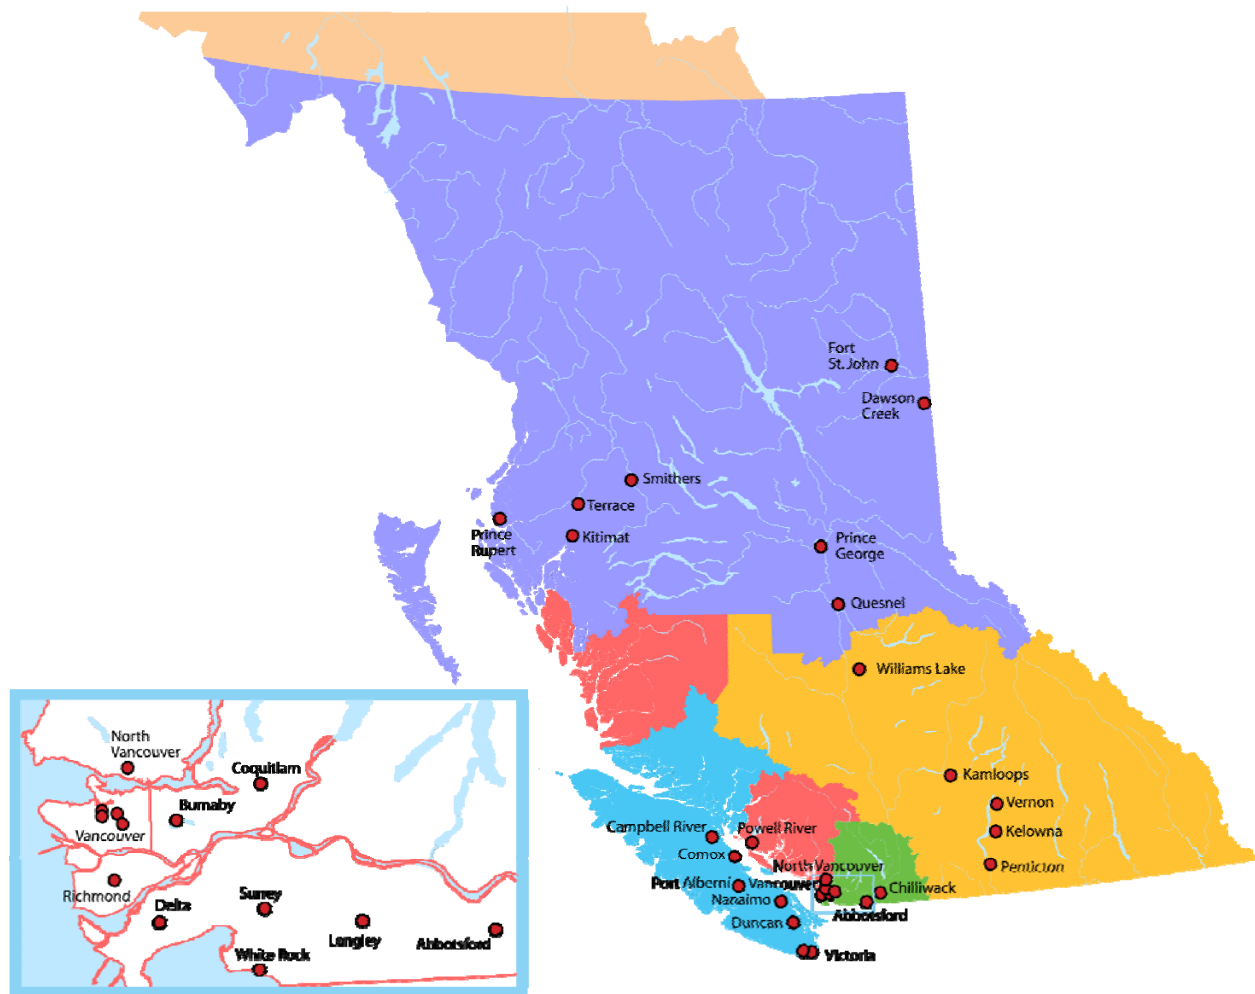 Fort
St. John
Dawson
Creek
Smithers
Terrace
Prince
Rupert
Kitimat
Prince
George
Quesnel
Williams Lake
Kamloops
Vernon
Kelowna
Penticton
Campbell River
Powell River
Comox
North Vancouver
Port Alberni
Vancouver
Chilliwack
Nanaimo
Abbotsford
Duncan
Victoria
North
Vancouver
Coquitlam
Burnaby
Vancouver
Richmond
Delta
Surrey
Langley
Abbotsford
White Rock